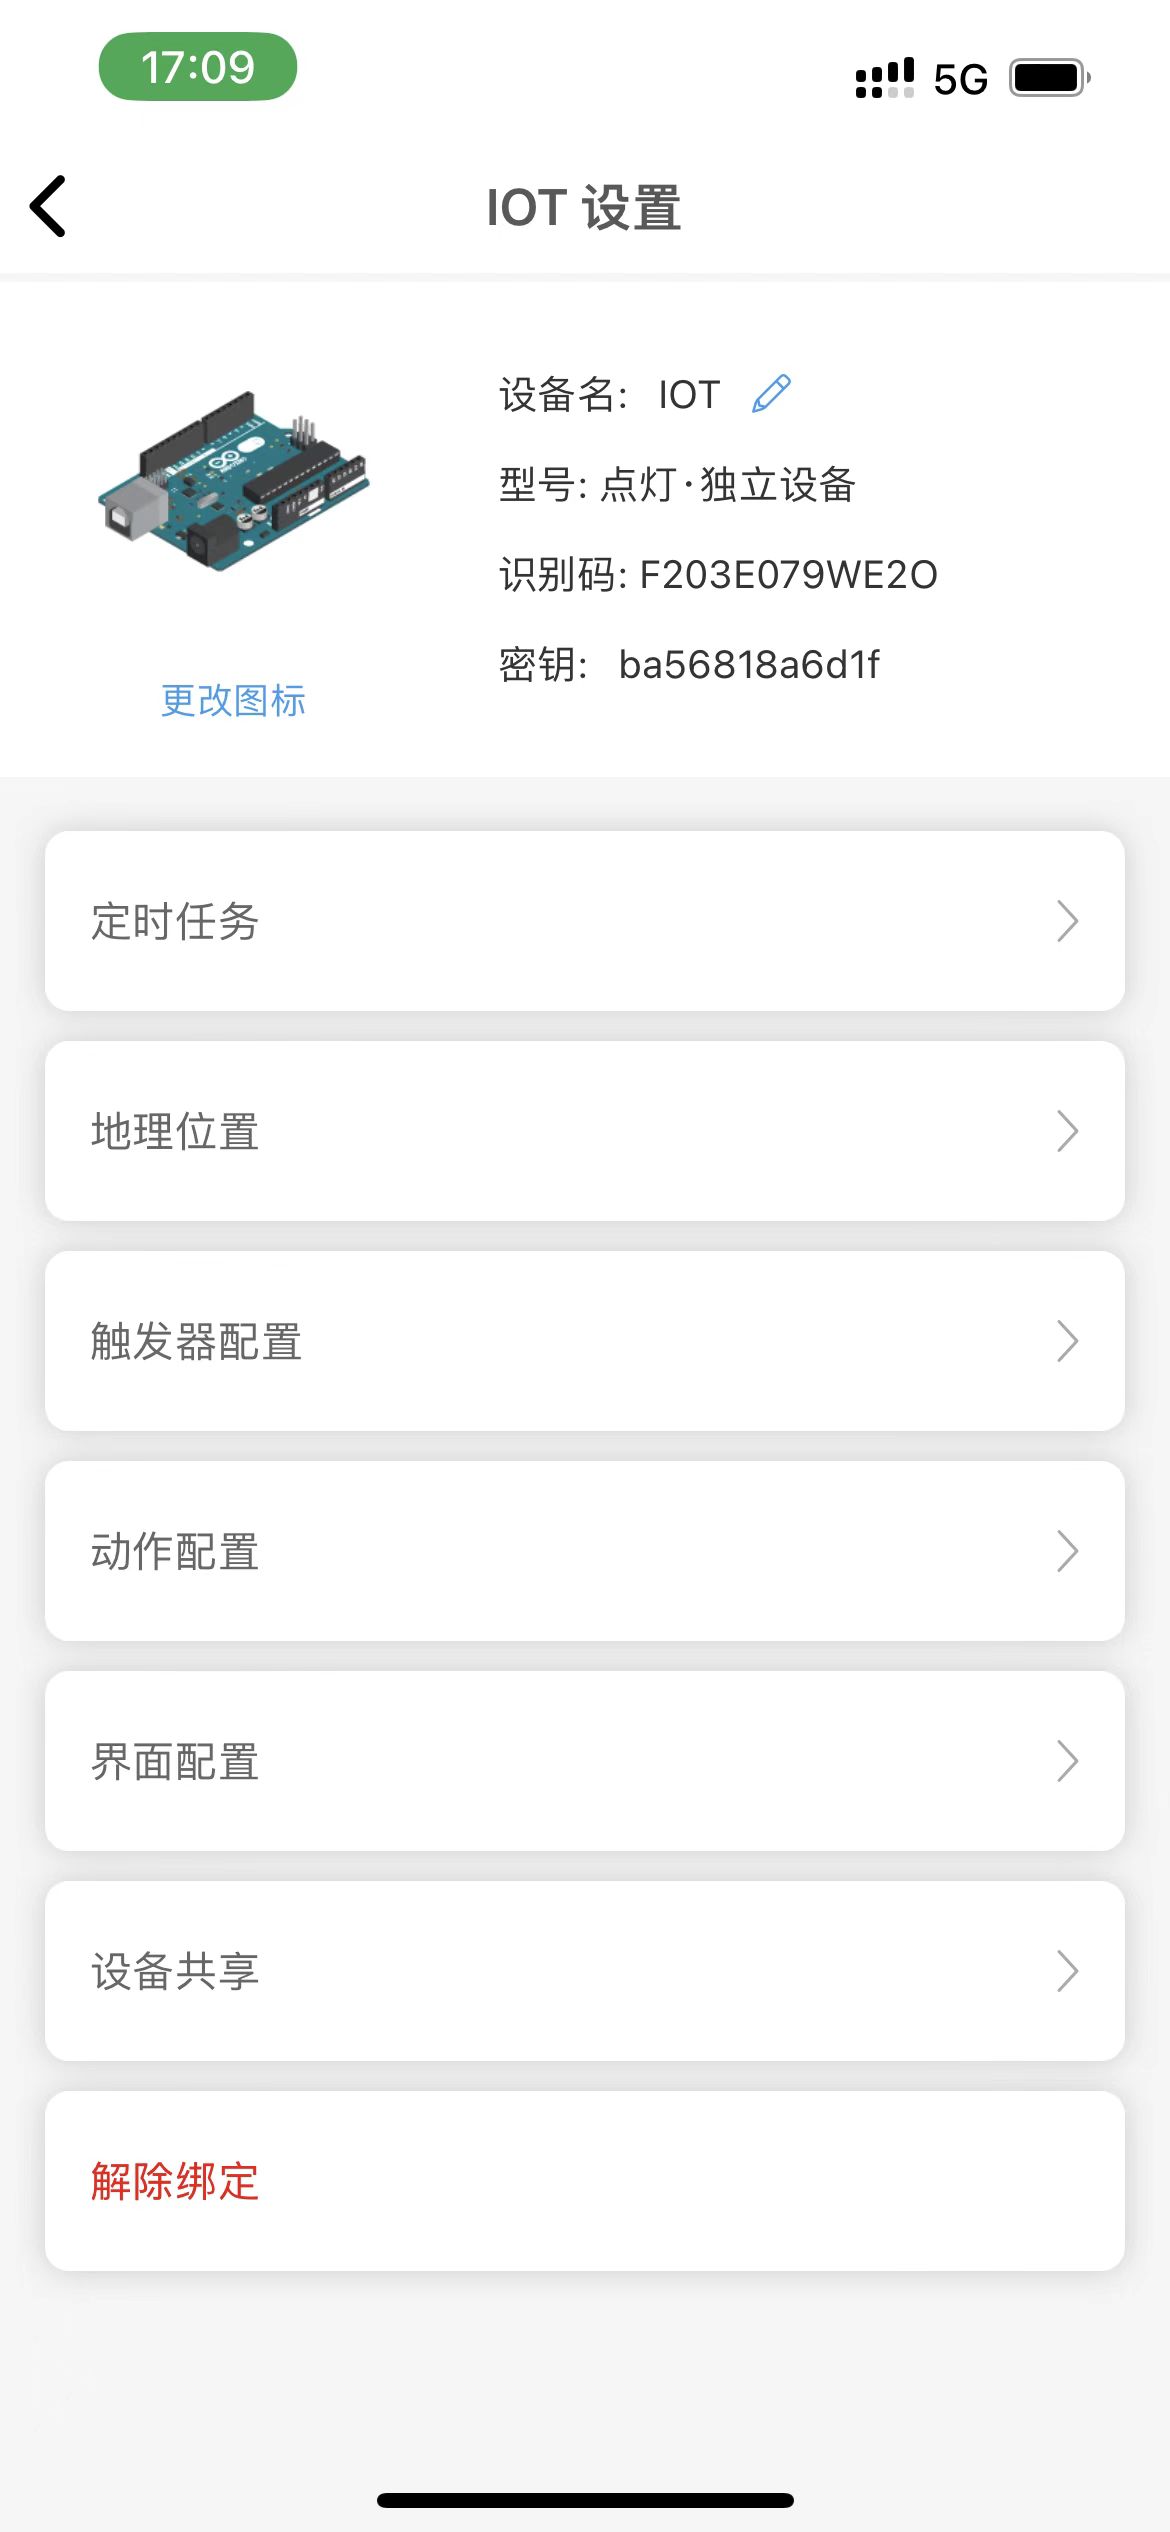 17:09
5G
IOT 设置
设备名: IOT
型号: 点灯·独立设备
识别码: F203E079WE2O
密钥: ba56818a6d1f
更改图标
定时任务
地理位置
触发器配置
动作配置
界面配置
设备共享
解除绑定